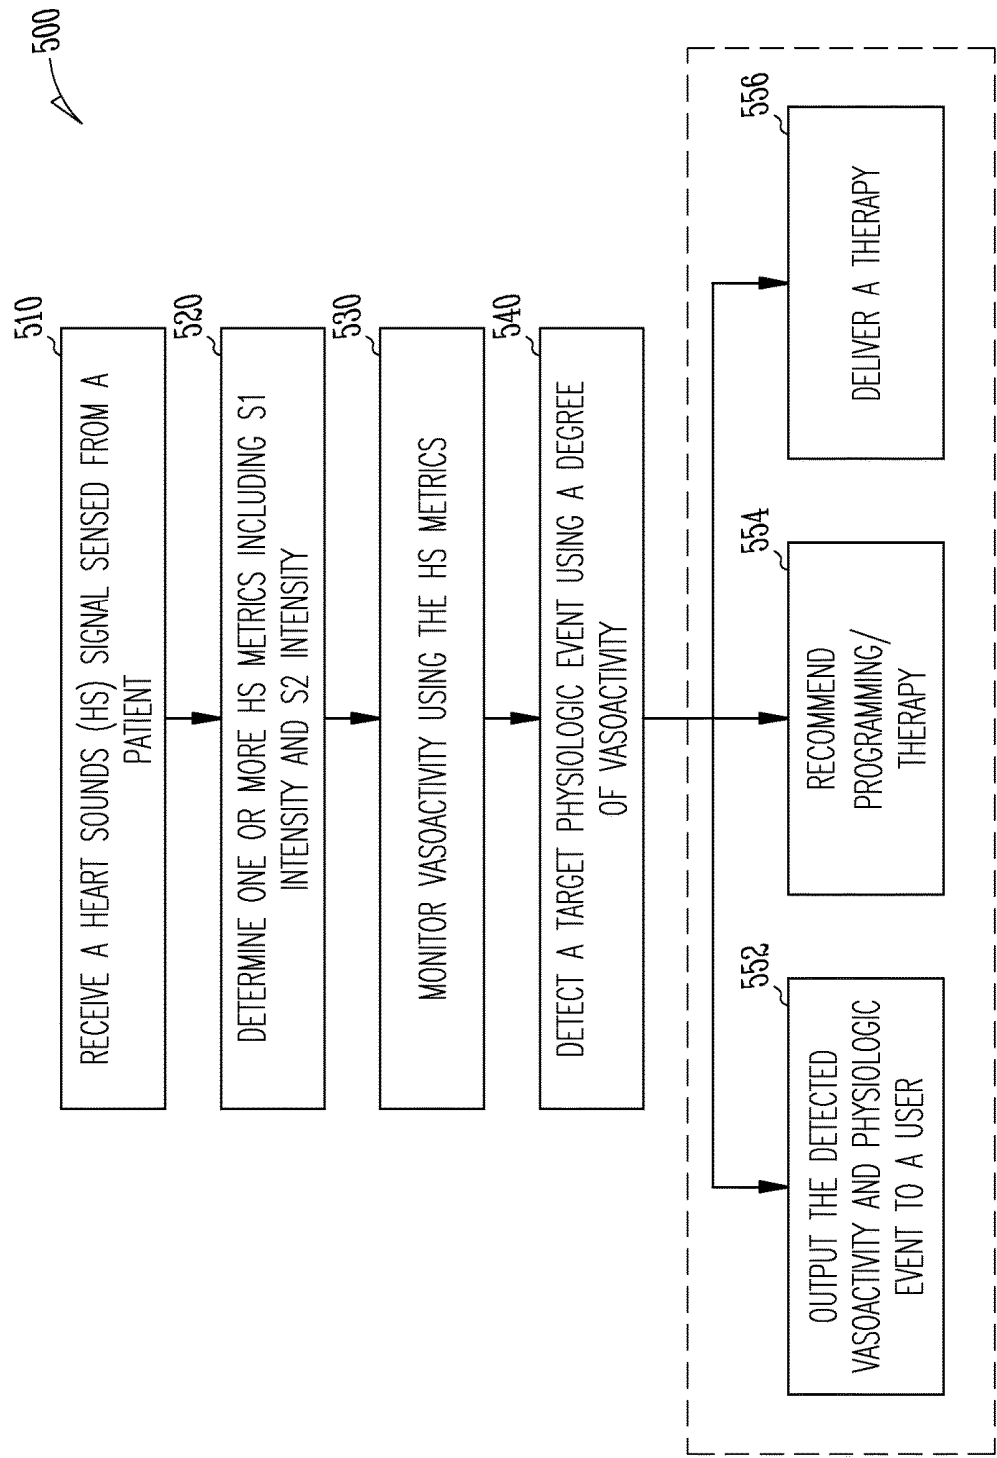 500
510
RECEIVE A HEART SOUNDS (HS) SIGNAL SENSED FROM A
PATIENT
520
DETERMINE ONE OR MORE HS METRICS INCLUDING S1
INTENSITY AND S2 INTENSITY
530
MONITOR VASOACTIVITY USING THE HS METRICS
540
DETECT A TARGET PHYSIOLOGIC EVENT USING A DEGREE
OF VASOACTIVITY
552
OUTPUT THE DETECTED
VASOACTIVITY AND PHYSIOLOGIC
EVENT TO A USER
554
RECOMMEND
PROGRAMMING/
THERAPY
556
DELIVER A THERAPY